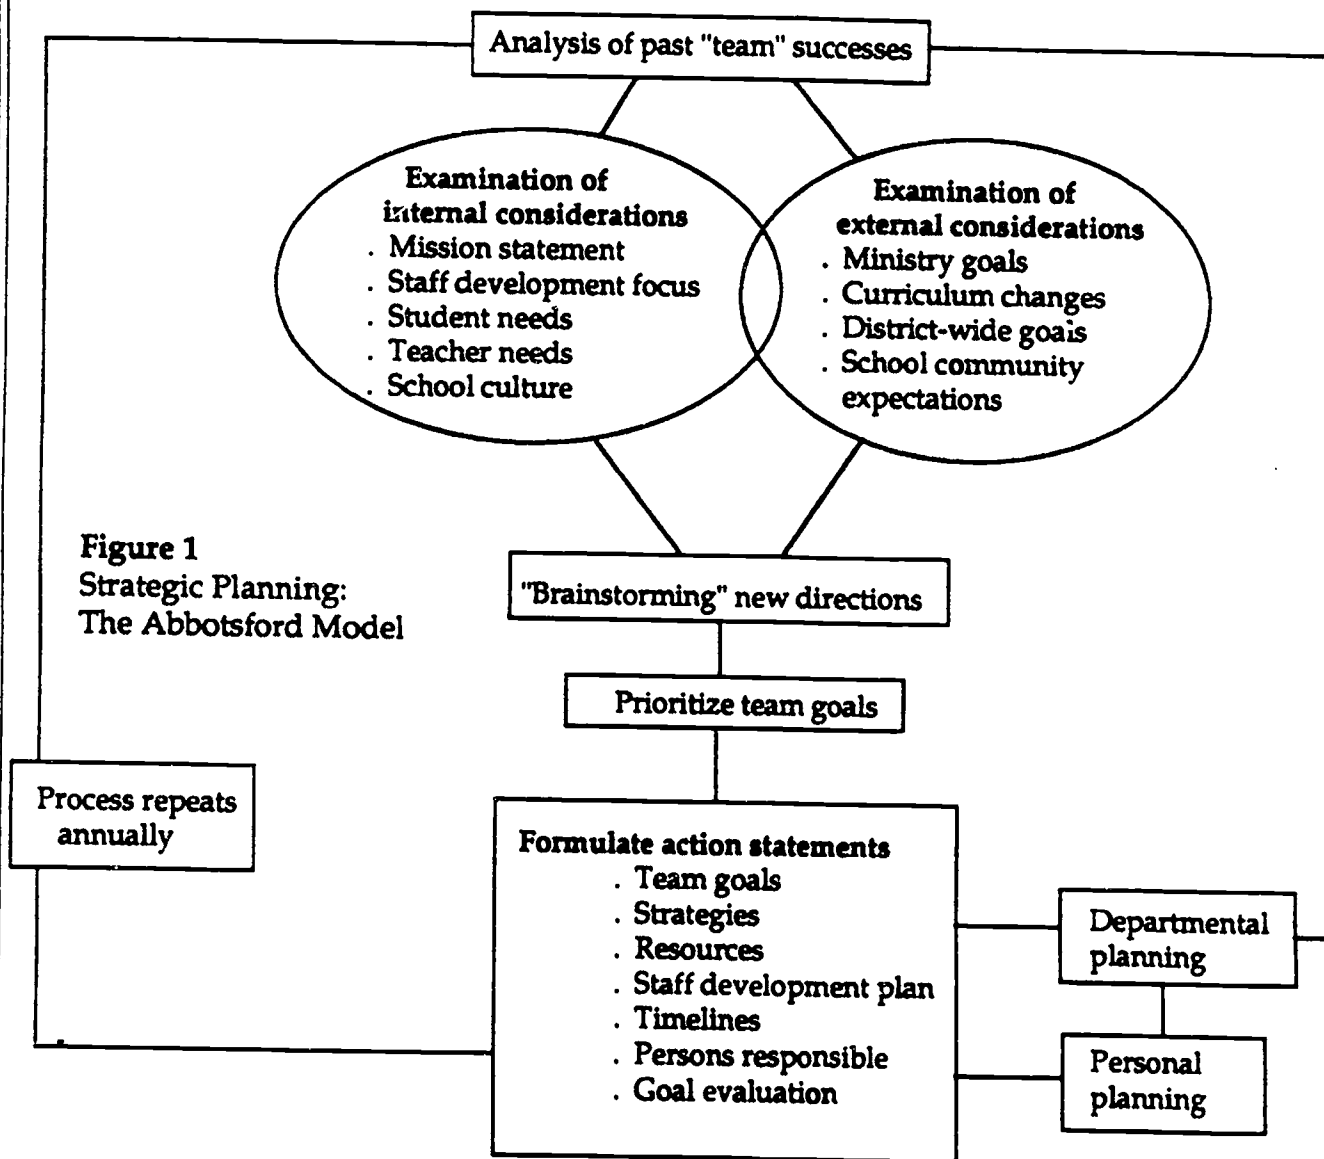 Analysis of past "team" successes
Examination of
internal considerations
. Mission statement
. Staff development focus
. Student needs
. Teacher needs
. School culture
Examination of
external considerations
. Ministry goals
. Curriculum changes
. District-wide goals
. School community
expectations
Figure 1
Strategic Planning:
The Abbotsford Model
"Brainstorming" new directions
Prioritize team goals
Process repeats
annually
Formulate action statements
. Team goals
. Strategies
. Resources
. Staff development plan
. Timelines
. Persons responsible
. Goal evaluation
Departmental
planning
Personal
planning